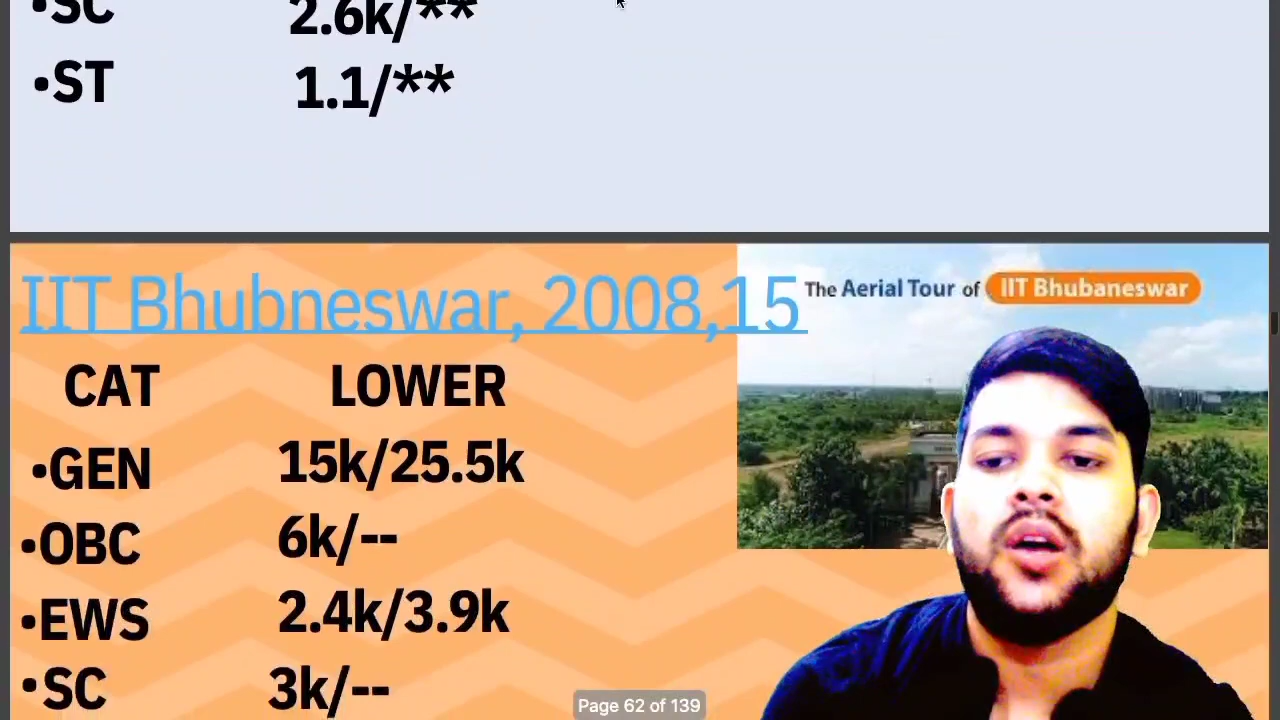 •SC 2.6k/**
•ST 1.1/**
IIT Bhubneswar, 2008,15
The Aerial Tour of IIT Bhubaneswar
CAT LOWER
•GEN 15k/25.5k
•OBC 6k/--
•EWS 2.4k/3.9k
•SC 3k/--
Page 62 of 139